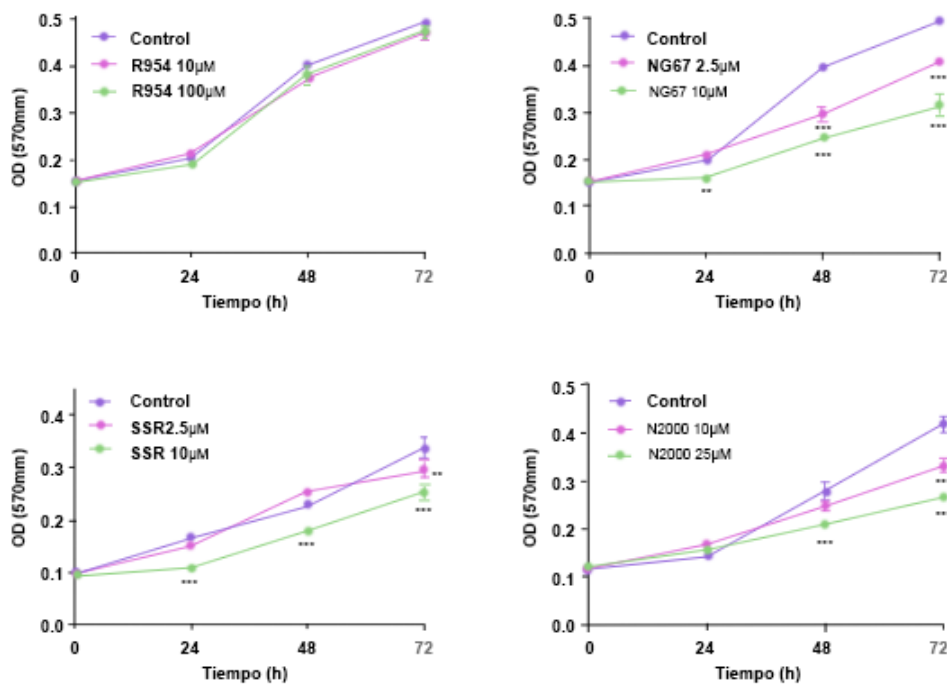 0.5
0.4
0.3
0.2
0.1
0.0
OD (570mm)
Control
R954 10µM
R954 100µM
0 24 48 72
Tiempo (h)
0.5
0.4
0.3
0.2
0.1
0.0
OD (570mm)
Control
NG67 2.5µM
NG67 10µM
***
***
***
***
**
0 24 48 72
Tiempo (h)
0.4
0.3
0.2
0.1
0.0
OD (570mm)
Control
SSR2.5µM
SSR 10µM
**
***
***
***
0 24 48 72
Tiempo (h)
0.5
0.4
0.3
0.2
0.1
0.0
OD (570mm)
Control
N2000 10µM
N2000 25µM
***
0 24 48 72
Tiempo (h)